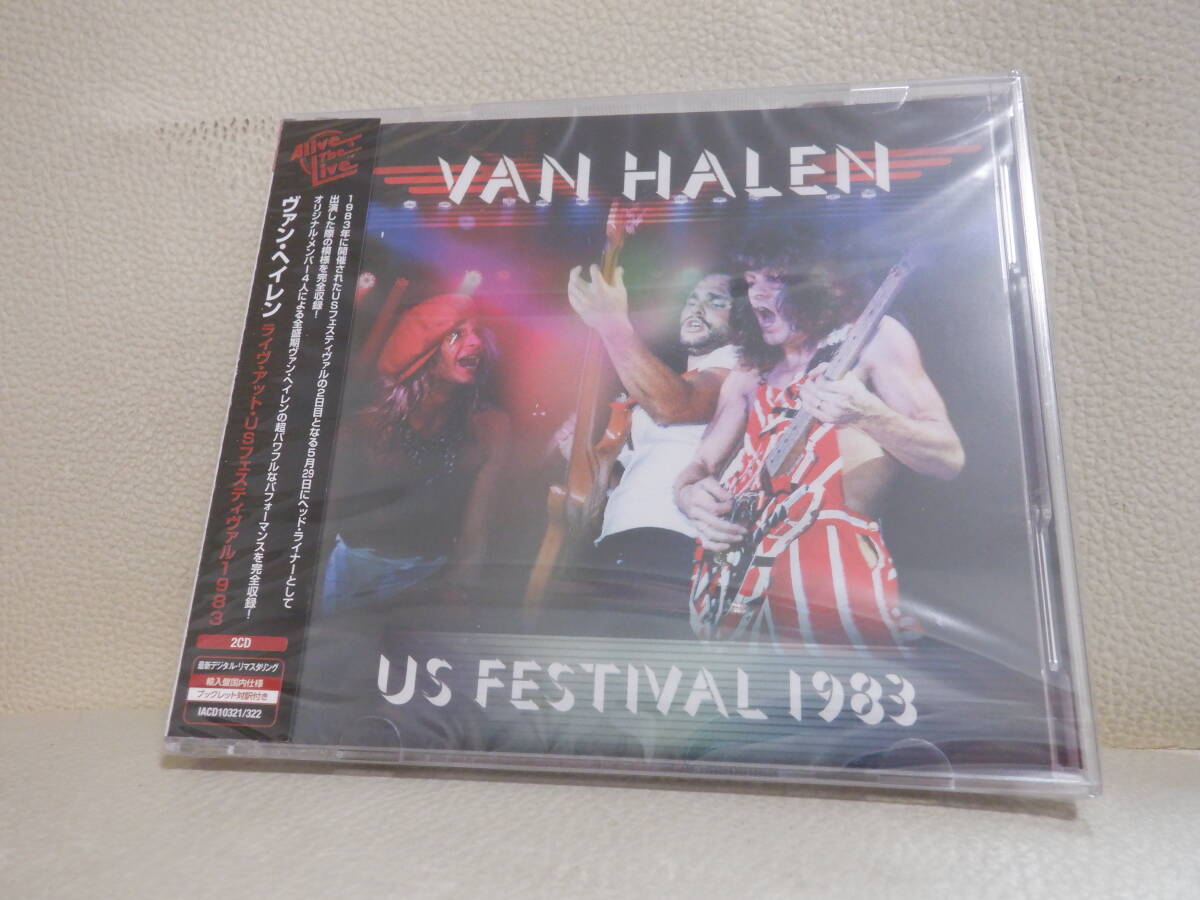 Alive
The
Live
ヴァン・ヘイレン ライヴ・アット・USフェスティヴァル1983
1983年に開催されたUSフェスティヴァルの2日目となる5月29日にヘッド・ライナーとして
出演した際の模様を完全収録！
オリジナル・メンバー4人による全盛期ヴァン・ヘイレンの超パワフルなパフォーマンスを完全収録！
2CD
最新デジタル・リマスタリング
輸入盤国内仕様
ブックレット対訳付き
IACD10321/322
VAN HALEN
US FESTIVAL 1983